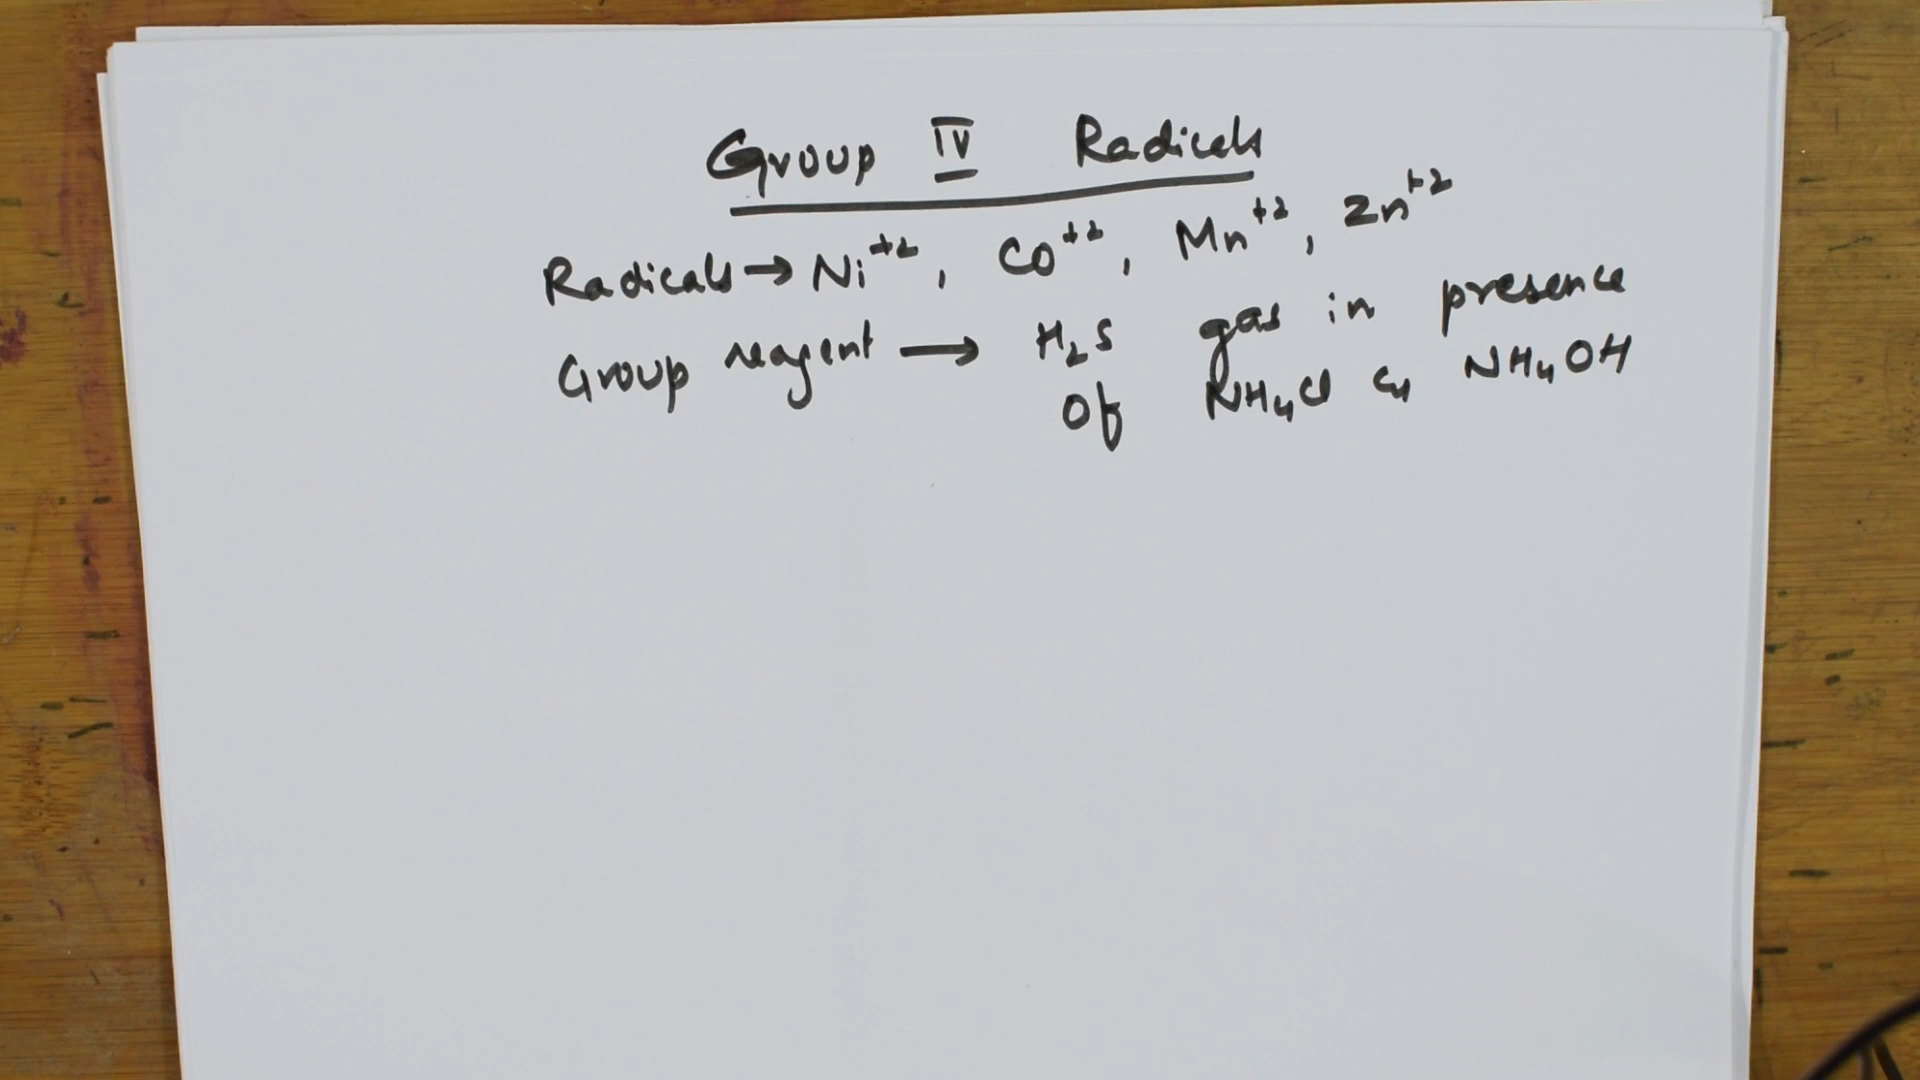 Group IV Radicals
Radicals → Ni⁺², Co⁺², Mn⁺², Zn⁺²
Group reagent → H₂S gas in presence
of NH₄Cl & NH₄OH